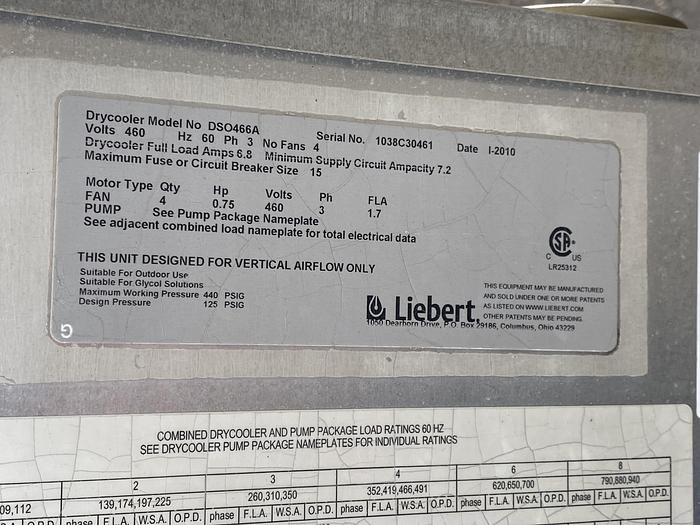 Drycooler Model No DSO466A Serial No. 1038C30461 Date I-2010
Volts 460 Hz 60 Ph 3 No Fans 4
Drycooler Full Load Amps 6.8 Minimum Supply Circuit Ampacity 7.2
Maximum Fuse or Circuit Breaker Size 15
Motor Type Qty Hp Volts Ph FLA
FAN 4 0.75 460 3 1.7
PUMP See Pump Package Nameplate
See adjacent combined load nameplate for total electrical data
CSA
C US
LR25312
THIS UNIT DESIGNED FOR VERTICAL AIRFLOW ONLY
Suitable For Outdoor Use
Suitable For Glycol Solutions
Maximum Working Pressure 440 PSIG
Design Pressure 125 PSIG
Liebert.
1050 Dearborn Drive, P.O. Box 29186, Columbus, Ohio 43229
THIS EQUIPMENT MAY BE MANUFACTURED
AND SOLD UNDER ONE OR MORE PATENTS
AS LISTED ON WWW.LIEBERT.COM
OTHER PATENTS MAY BE PENDING.
G
COMBINED DRYCOOLER AND PUMP PACKAGE LOAD RATINGS 60 HZ
SEE DRYCOOLER PUMP PACKAGE NAMEPLATES FOR INDIVIDUAL RATINGS
2 3 4 6 8
09,112 139,174,197,225 260,310,350 352,419,466,491 620,650,700 790,880,940
O.P.D. phase F.L.A. W.S.A. O.P.D. phase F.L.A. W.S.A. O.P.D. phase F.L.A. W.S.A. O.P.D. phase F.L.A. W.S.A. O.P.D. phase F.L.A. W.S.A. O.P.D.